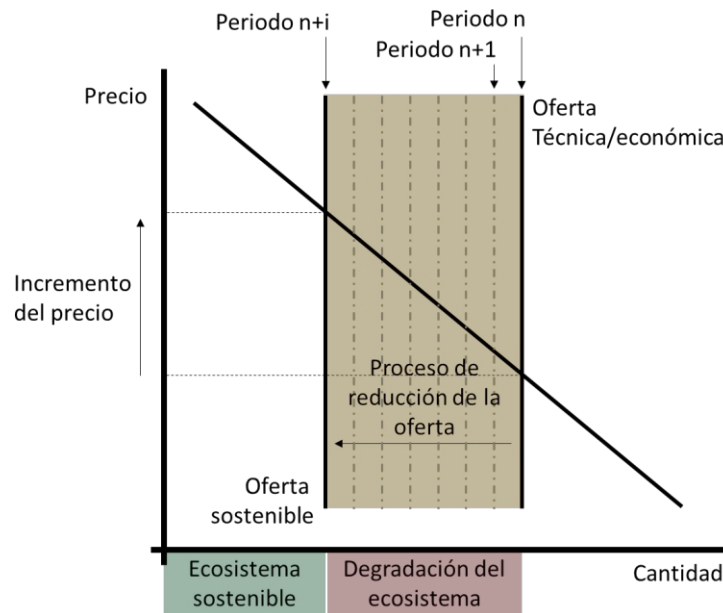 Periodo n+i
Periodo n
Periodo n+1
Precio
Oferta
Técnica/económica
Incremento
del precio
Proceso de
reducción de la
oferta
Oferta
sostenible
Ecosistema
sostenible
Degradación del
ecosistema
Cantidad